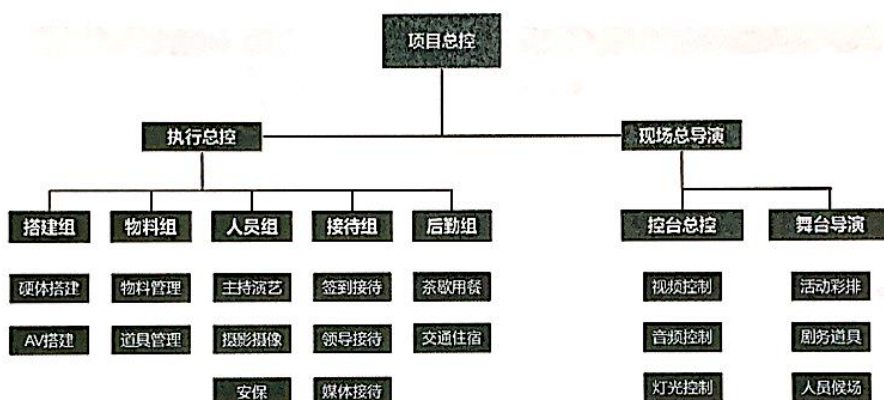 项目总控
执行总控
现场总导演
搭建组
物料组
人员组
接待组
后勤组
控台总控
舞台导演
硬体搭建
物料管理
主持演艺
签到接待
茶歇用餐
视频控制
活动彩排
AV搭建
道具管理
摄影摄像
领导接待
交通住宿
音频控制
剧务道具
安保
媒体接待
灯光控制
人员候场